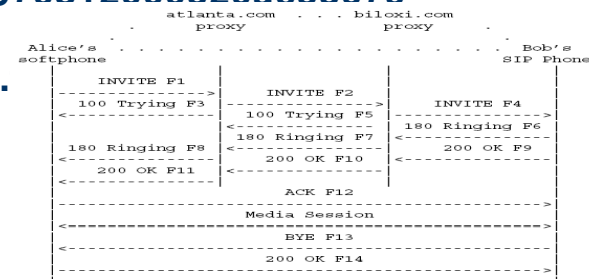 atlanta.com . . . biloxi.com
. proxy proxy .
Alice's . . . . . . . . . . . . . . . . . . . . Bob's
softphone SIP Phone
INVITE F1
INVITE F2
100 Trying F3 INVITE F4
100 Trying F5
180 Ringing F6
180 Ringing F7
180 Ringing F8 200 OK F9
200 OK F10
200 OK F11
ACK F12
Media Session
BYE F13
200 OK F14